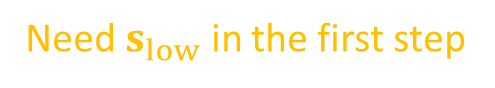 Need s_low in the first step